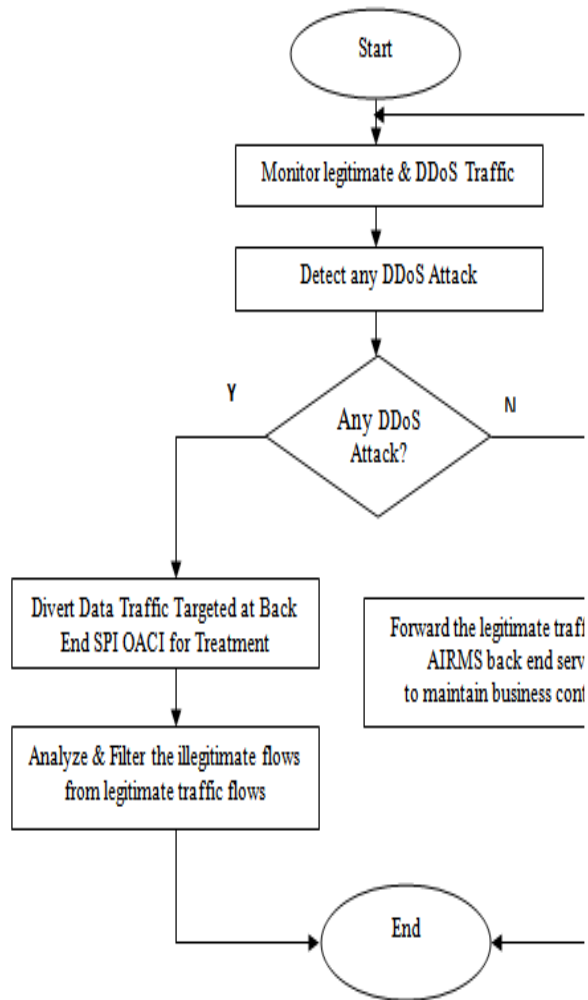 Start
Monitor legitimate & DDoS Traffic
Detect any DDoS Attack
Y
N
Any DDoS
Attack?
Divert Data Traffic Targeted at Back
End SPI OACI for Treatment
Forward the legitimate
AIRMS back end
to maintain business
Analyze & Filter the illegitimate flows
from legitimate traffic flows
End